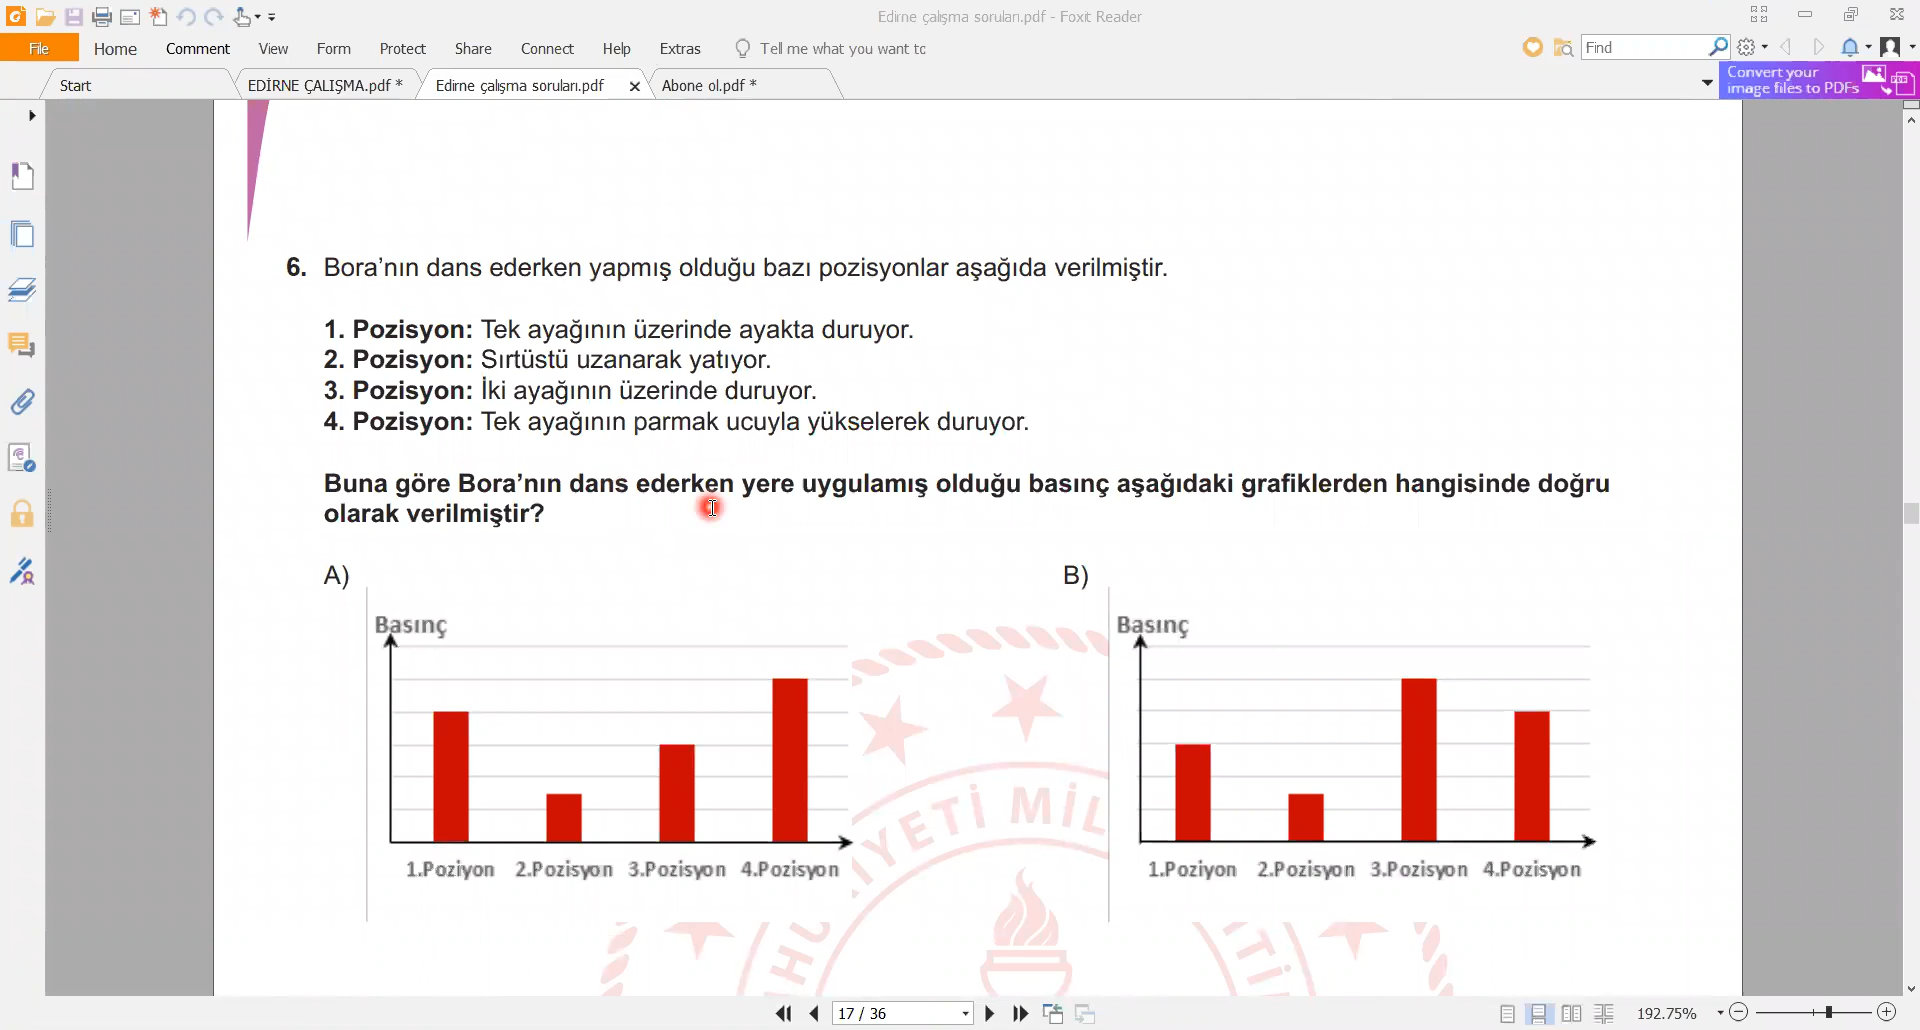 Edirne çalışma soruları.pdf - Foxit Reader
File Home Comment View Form Protect Share Connect Help Extras Tell me what you want to Find
Start EDİRNE ÇALIŞMA.pdf * Edirne çalışma soruları.pdf Abone ol.pdf *
Convert your
image files to PDFs
6. Bora’nın dans ederken yapmış olduğu bazı pozisyonlar aşağıda verilmiştir.
1. Pozisyon: Tek ayağının üzerinde ayakta duruyor.
2. Pozisyon: Sırtüstü uzanarak yatıyor.
3. Pozisyon: İki ayağının üzerinde duruyor.
4. Pozisyon: Tek ayağının parmak ucuyla yükselerek duruyor.
Buna göre Bora’nın dans ederken yere uygulamış olduğu basınç aşağıdaki grafiklerden hangisinde doğru
olarak verilmiştir?
A)
Basınç
1.Poziyon 2.Pozisyon 3.Pozisyon 4.Pozisyon
B)
Basınç
1.Poziyon 2.Pozisyon 3.Pozisyon 4.Pozisyon
YETİ MİL
17 / 36
192.75%